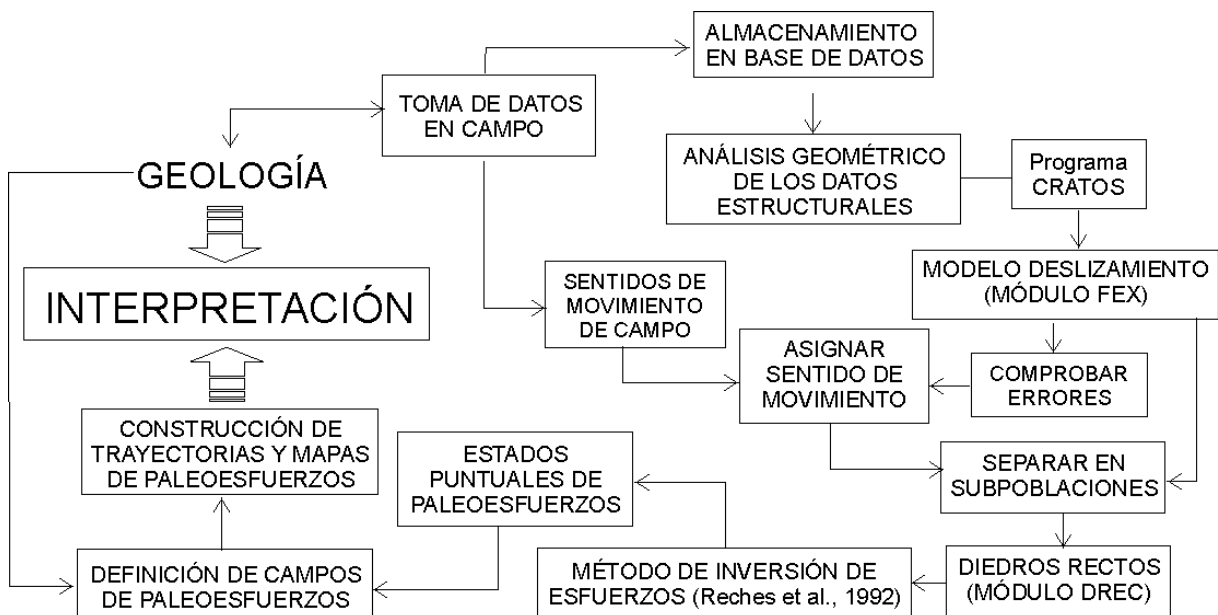 ALMACENAMIENTO
EN BASE DE DATOS
TOMA DE DATOS
EN CAMPO
GEOLOGÍA
ANÁLISIS GEOMÉTRICO
DE LOS DATOS
ESTRUCTURALES
Programa
CRATOS
INTERPRETACIÓN
SENTIDOS DE
MOVIMIENTO
DE CAMPO
MODELO DESLIZAMIENTO
(MÓDULO FEX)
ASIGNAR
SENTIDO DE
MOVIMIENTO
COMPROBAR
ERRORES
CONSTRUCCIÓN DE
TRAYECTORIAS Y MAPAS
DE PALEOESFUERZOS
ESTADOS
PUNTUALES DE
PALEOESFUERZOS
SEPARAR EN
SUBPOBLACIONES
DEFINICIÓN DE CAMPOS
DE PALEOESFUERZOS
MÉTODO DE INVERSIÓN DE
ESFUERZOS (Reches et al., 1992)
DIEDROS RECTOS
(MÓDULO DREC)